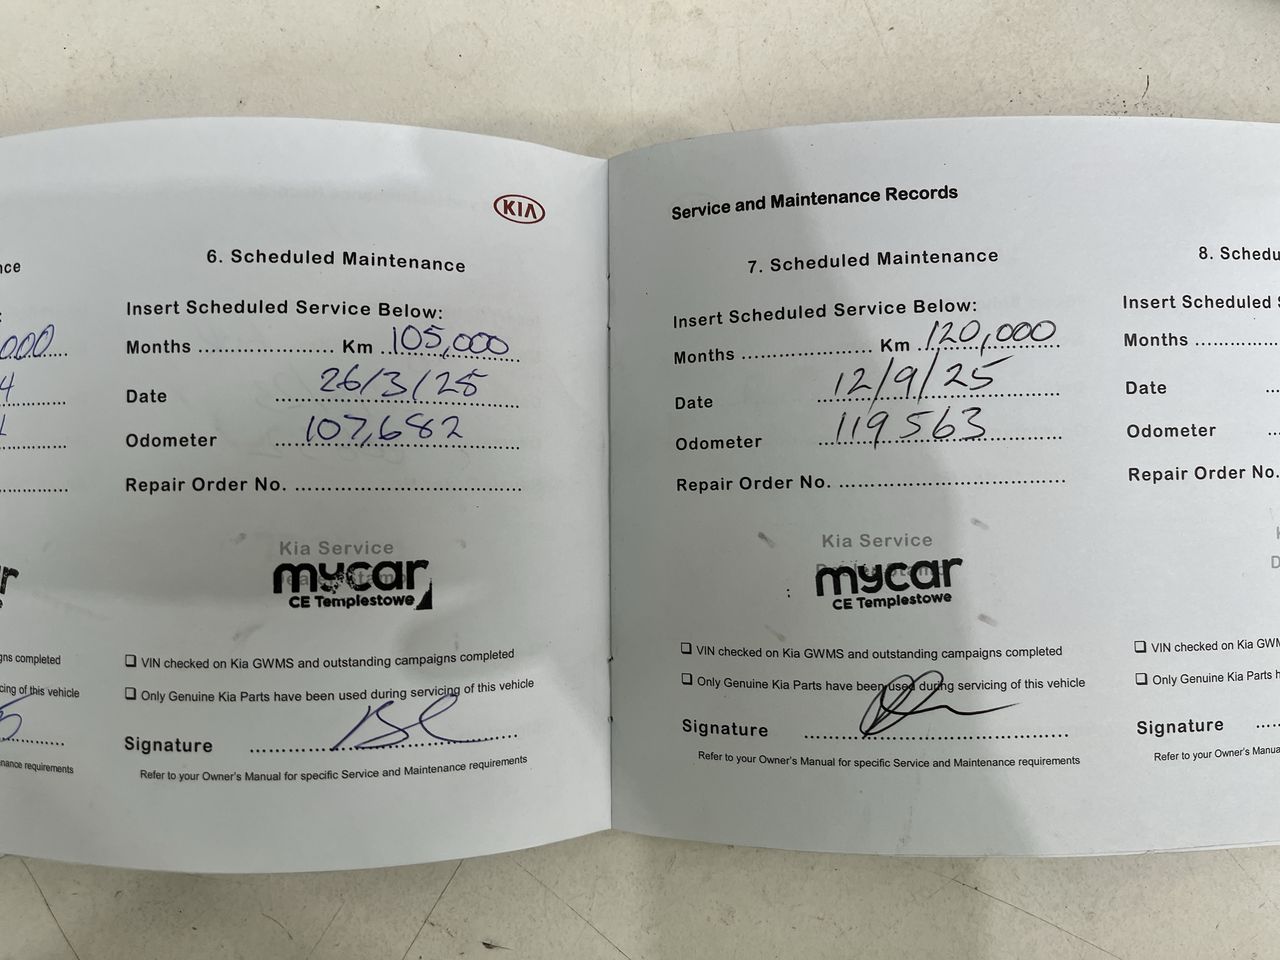 KIA
nce
:
000
4
r
gns completed
cing of this vehicle
nance requirements
6. Scheduled Maintenance
Insert Scheduled Service Below:
Months ..................... Km 105,000
Date 26/3/25
Odometer 107,682
Repair Order No. ...................................
Kia Service
mycar
CE Templestowe
❑ VIN checked on Kia GWMS and outstanding campaigns completed
❑ Only Genuine Kia Parts have been used during servicing of this vehicle
Signature
Refer to your Owner's Manual for specific Service and Maintenance requirements
Service and Maintenance Records
7. Scheduled Maintenance
Insert Scheduled Service Below:
Months ..................... Km 120,000
Date 12/9/25
Odometer 119563
Repair Order No. ...................................
Kia Service
mycar
CE Templestowe
❑ VIN checked on Kia GWMS and outstanding campaigns completed
❑ Only Genuine Kia Parts have been used during servicing of this vehicle
Signature
Refer to your Owner's Manual for specific Service and Maintenance requirements
8. Schedu
Insert Scheduled S
Months
Date
Odometer
Repair Order No.
❑ VIN checked on Kia GWM
❑ Only Genuine Kia Parts h
Signature
Refer to your Owner's Manua